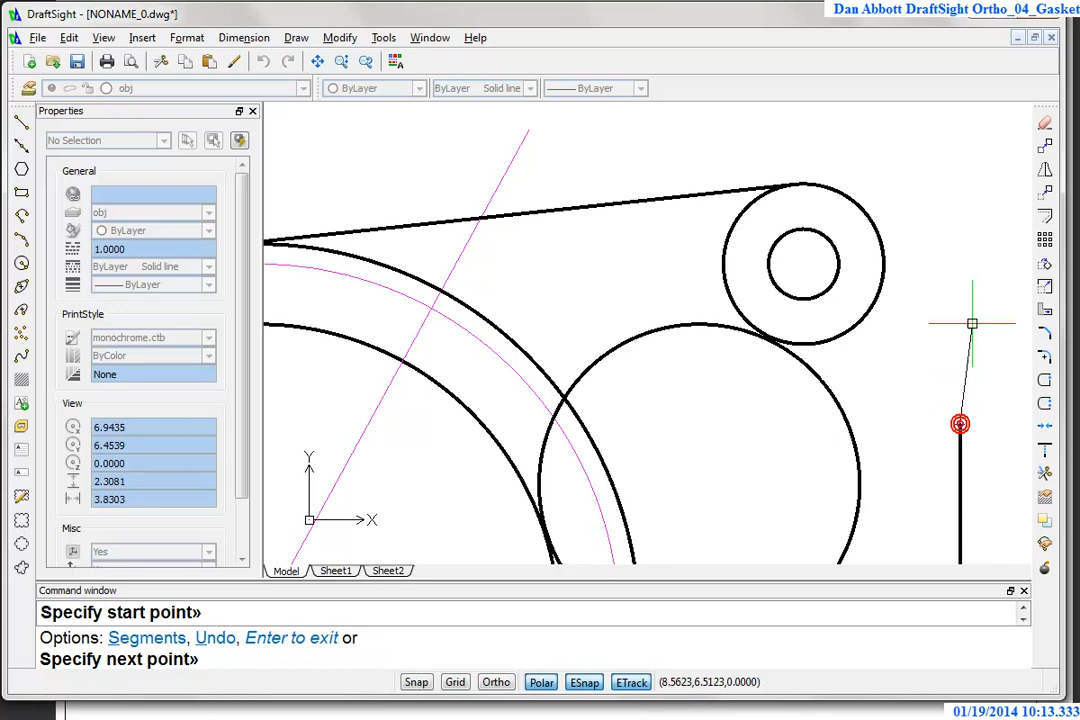 Dan Abbott DraftSight Ortho_04_Gasket
DraftSight - [NONAME_0.dwg*]
File Edit View Insert Format Dimension Draw Modify Tools Window Help
obj
ByLayer
ByLayer Solid line
ByLayer
Properties
No Selection
General
obj
ByLayer
1.0000
ByLayer Solid line
ByLayer
PrintStyle
monochrome.ctb
ByColor
None
View
6.9435
6.4539
0.0000
2.3081
3.8303
Misc
Yes
Y
X
Model Sheet1 Sheet2
Command window
Specify start point»
Options: Segments, Undo, Enter to exit or
Specify next point»
Snap Grid Ortho Polar ESnap ETrack (8.5623,6.5123,0.0000)
01/19/2014 10:13.333